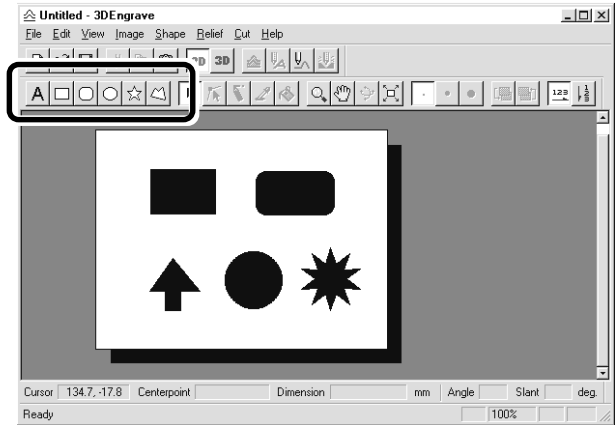 Untitled - 3DEngrave
File Edit View Image Shape Relief Cut Help
2D 3D
A 123
Cursor 134.7, -17.8 Centerpoint Dimension mm Angle Slant deg.
Ready 100%